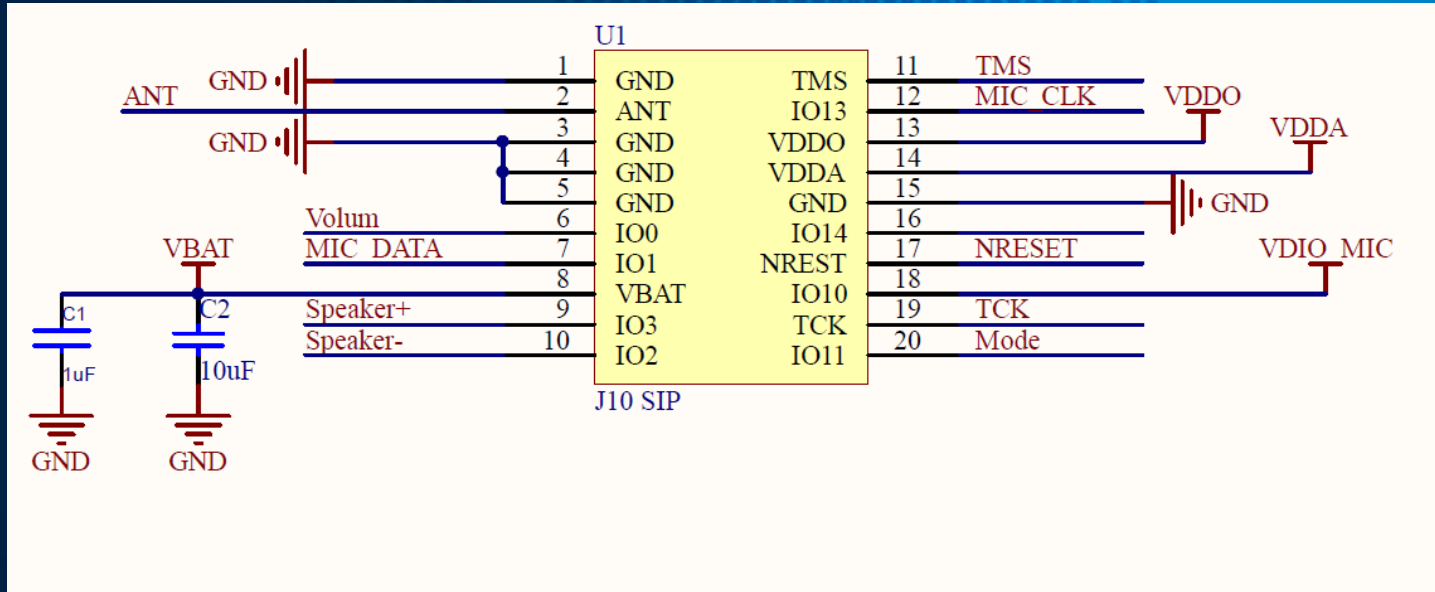 U1
GND 1 GND TMS 11 TMS
ANT 2 ANT IO13 12 MIC_CLK VDDO
GND 3 GND VDDO 13 VDDA
4 GND VDDA 14
5 GND GND 15 GND
Volum 6 IO0 IO14 16
MIC_DATA 7 IO1 NREST 17 NRESET
VBAT 8 VBAT IO10 18 VDIO_MIC
C1 C2 Speaker+ 9 IO3 TCK 19 TCK
Speaker- 10 IO2 IO11 20 Mode
1uF 10uF
J10 SIP
GND GND